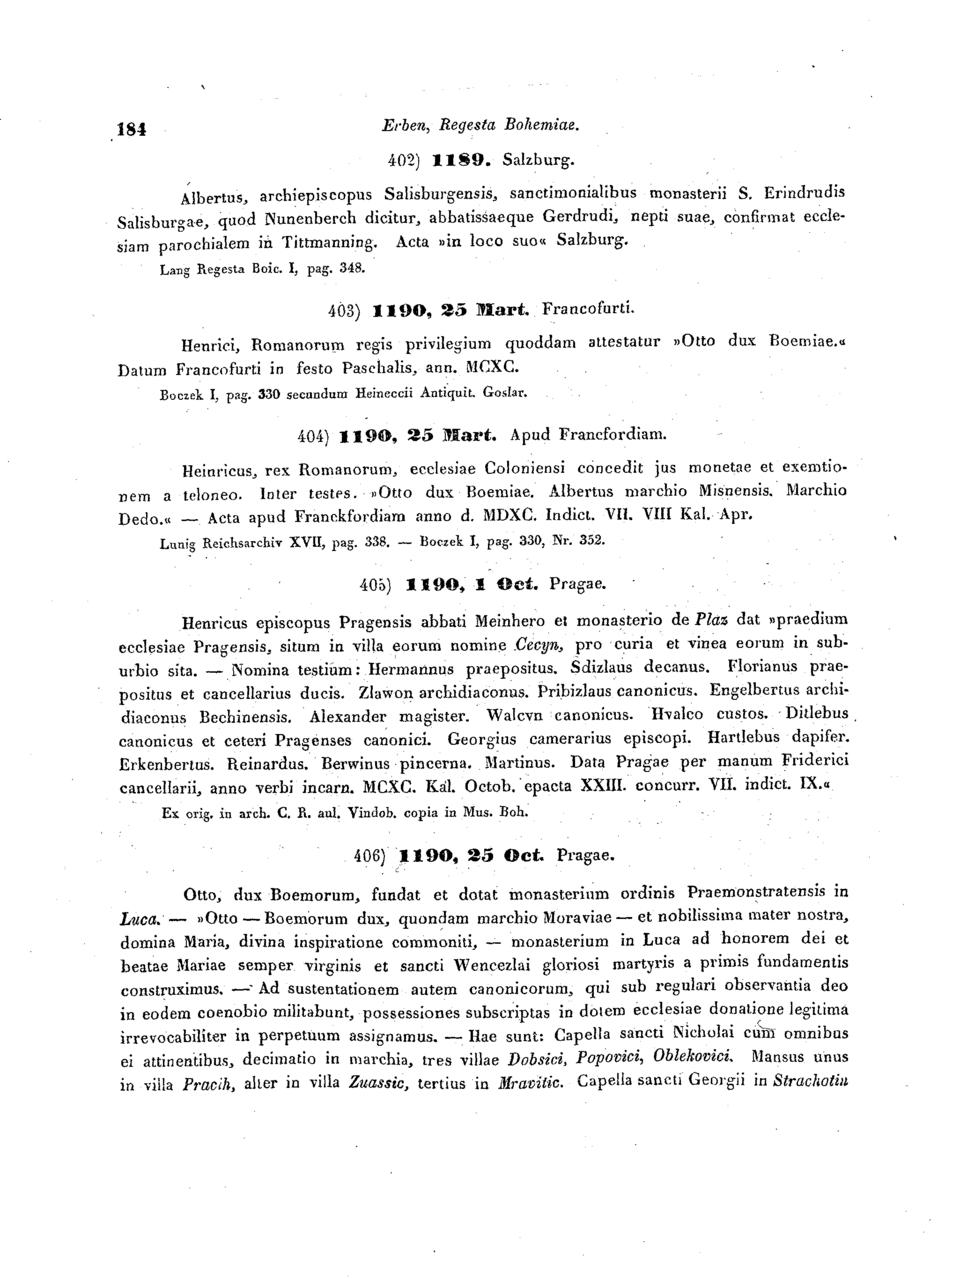 184
Erben, Regesta Bohemiae.
402) 1189. Salzburg.
Albertus, archiepiscopus Salisburgensis, sanctimonialibus monasterii S. Erindrudis
Salisburgae, quod Nunenberch dicitur, abbatissaeque Gerdrudi, nepti suae, confirmat eccle-
siam parochialem in Tittmanning. Acta »in loco suo« Salzburg.
Lang Regesta Boic. I, pag. 348.
403) 1190, 25 Mart. Francofurti.
Henrici, Romanorum regis privilegium quoddam attestatur »Otto dux Boemiae.«
Datum Francofurti in festo Paschalis, ann. MCXC.
Boczek I, pag. 330 secundum Heineccii Antiquit. Goslar.
404) 1190, 25 Mart. Apud Francfordiam.
Heinricus, rex Romanorum, ecclesiae Coloniensi concedit jus monetae et exemtio-
nem a teloneo. Inter testes. »Otto dux Boemiae. Albertus marchio Misnensis. Marchio
Dedo.« — Acta apud Franckfordiam anno d. MDXC. Indict. VII. VIII Kal. Apr.
Lunig Reichsarchiv XVII, pag. 338. — Boczek I, pag. 330, Nr. 352.
405) 1190, 1 Oct. Pragae.
Henricus episcopus Pragensis abbati Meinhero et monasterio de Plaz dat »praedium
ecclesiae Pragensis, situm in villa eorum nomine Cecyn, pro curia et vinea eorum in sub-
urbio sita. — Nomina testium: Hermannus praepositus. Sdizlaus decanus. Florianus prae-
positus et cancellarius ducis. Zlawon archidiaconus. Pribizlaus canonicus. Engelbertus archi-
diaconus Bechinensis. Alexander magister. Walcvn canonicus. Hvalco custos. Ditlebus
canonicus et ceteri Pragenses canonici. Georgius camerarius episcopi. Hartlebus dapifer.
Erkenbertus. Reinardus. Berwinus pincerna. Martinus. Data Pragae per manum Friderici
cancellarii, anno verbi incarn. MCXC. Kal. Octob. epacta XXIII. concurr. VII. indict. IX.«
Ex orig. in arch. C. R. aul. Vindob. copia in Mus. Boh.
406) 1190, 25 Oct. Pragae.
Otto, dux Boemorum, fundat et dotat monasterium ordinis Praemonstratensis in
Luca. — »Otto — Boemorum dux, quondam marchio Moraviae — et nobilissima mater nostra,
domina Maria, divina inspiratione commoniti, — monasterium in Luca ad honorem dei et
beatae Mariae semper virginis et sancti Wencezlai gloriosi martyris a primis fundamentis
construximus. — Ad sustentationem autem canonicorum, qui sub regulari observantia deo
in eodem coenobio militabunt, possessiones subscriptas in dotem ecclesiae donatione legitima
irrevocabiliter in perpetuum assignamus. — Hae sunt: Capella sancti Nicholai cum omnibus
ei attinentibus, decimatio in marchia, tres villae Dobsici, Popovici, Oblekovici. Mansus unus
in villa Pracih, alter in villa Zuassic, tertius in Mravitic. Capella sancti Georgii in Strachotin